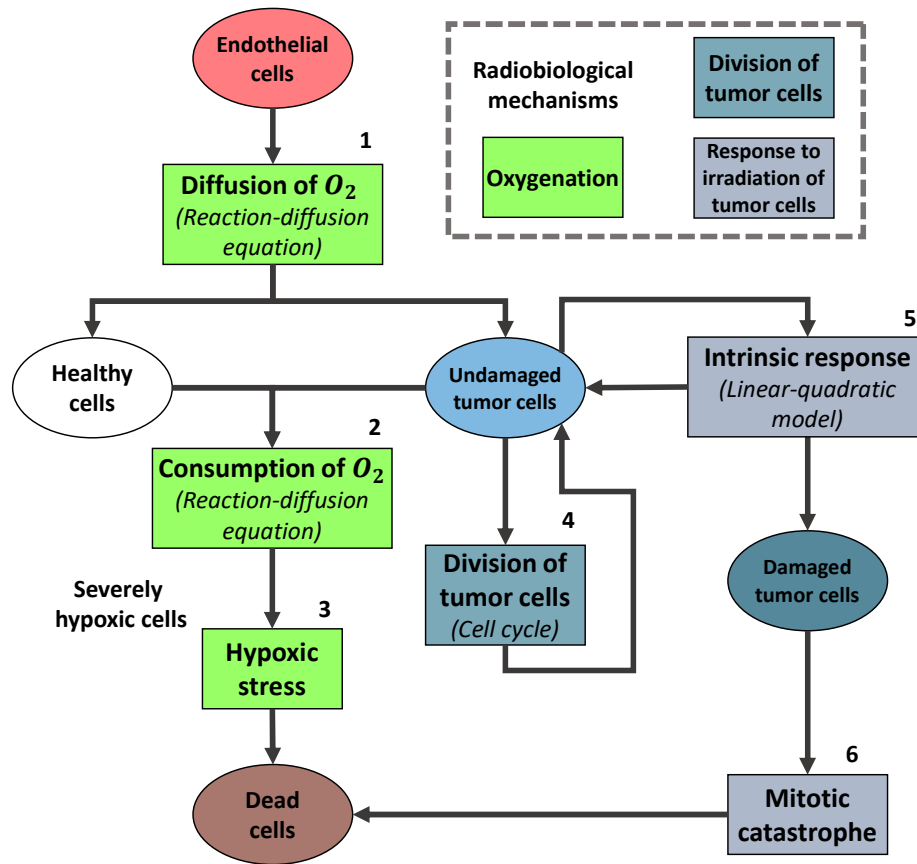 Endothelial
cells
Radiobiological
mechanisms
Division of
tumor cells
Oxygenation
Response to
irradiation of
tumor cells
1
Diffusion of O₂
(Reaction-diffusion
equation)
Healthy
cells
Undamaged
tumor cells
5
Intrinsic response
(Linear-quadratic
model)
2
Consumption of O₂
(Reaction-diffusion
equation)
4
Division of
tumor cells
(Cell cycle)
Damaged
tumor cells
Severely
hypoxic cells
3
Hypoxic
stress
6
Mitotic
catastrophe
Dead
cells